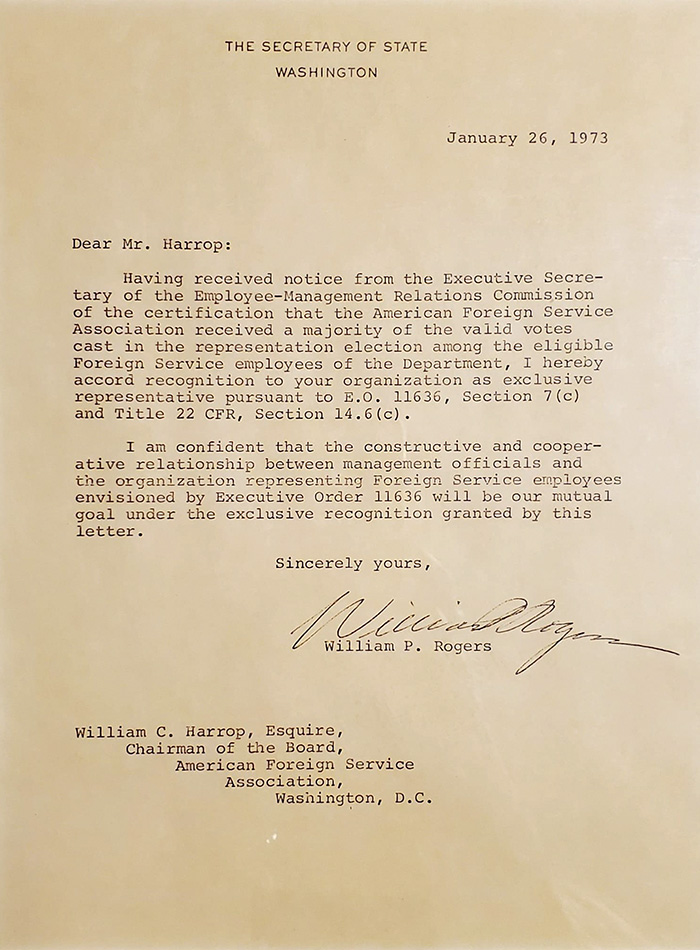 THE SECRETARY OF STATE
WASHINGTON
January 26, 1973
Dear Mr. Harrop:
Having received notice from the Executive Secre-
tary of the Employee-Management Relations Commission
of the certification that the American Foreign Service
Association received a majority of the valid votes
cast in the representation election among the eligible
Foreign Service employees of the Department, I hereby
accord recognition to your organization as exclusive
representative pursuant to E.O. 11636, Section 7(c)
and Title 22 CFR, Section 14.6(c).
I am confident that the constructive and cooper-
ative relationship between management officials and
the organization representing Foreign Service employees
envisioned by Executive Order 11636 will be our mutual
goal under the exclusive recognition granted by this
letter.
Sincerely yours,
William P. Rogers
William P. Rogers
William C. Harrop, Esquire,
Chairman of the Board,
American Foreign Service
Association,
Washington, D.C.